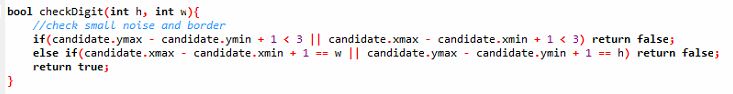 bool checkDigit(int h, int w){
//check small noise and border
if(candidate.ymax - candidate.ymin + 1 < 3 || candidate.xmax - candidate.xmin + 1 < 3) return false;
else if(candidate.xmax - candidate.xmin + 1 == w || candidate.ymax - candidate.ymin + 1 == h) return false;
return true;
}